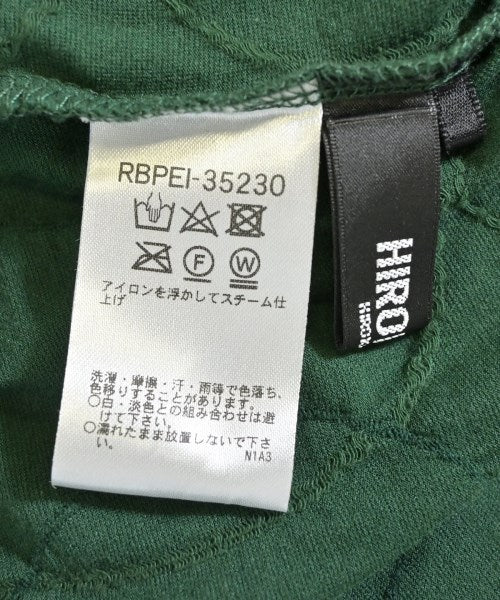 RBPEI-35230
F
W
アイロンを浮かしてスチーム仕
上げ
洗濯・摩擦・汗・雨等で色落ち、
色移りすることがあります。
○白・淡色との組み合わせは避
けて下さい。
○濡れたまま放置しないで下さ
い。
N1A3
HIRO
HIROK